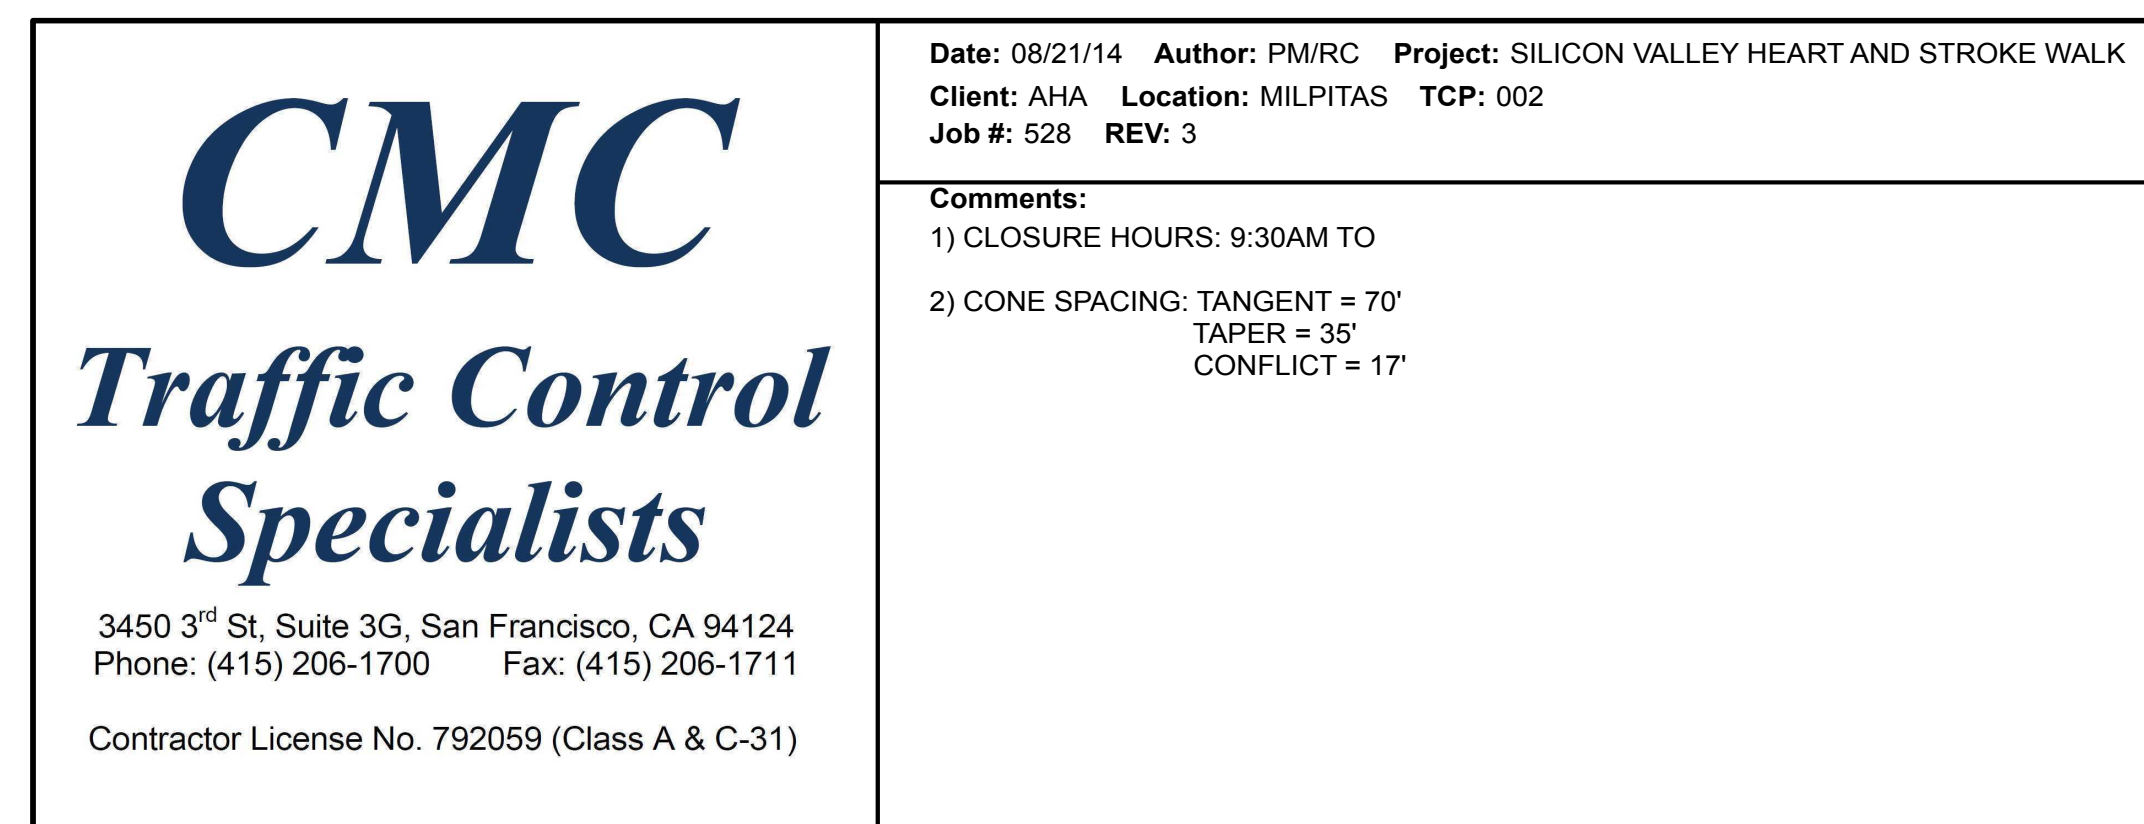 CMC
Traffic Control
Specialists
3450 3rd St, Suite 3G, San Francisco, CA 94124
Phone: (415) 206-1700 Fax: (415) 206-1711
Contractor License No. 792059 (Class A & C-31)
Date: 08/21/14 Author: PM/RC Project: SILICON VALLEY HEART AND STROKE WALK
Client: AHA Location: MILPITAS TCP: 002
Job #: 528 REV: 3
Comments:
1) CLOSURE HOURS: 9:30AM TO
2) CONE SPACING: TANGENT = 70'
TAPER = 35'
CONFLICT = 17'